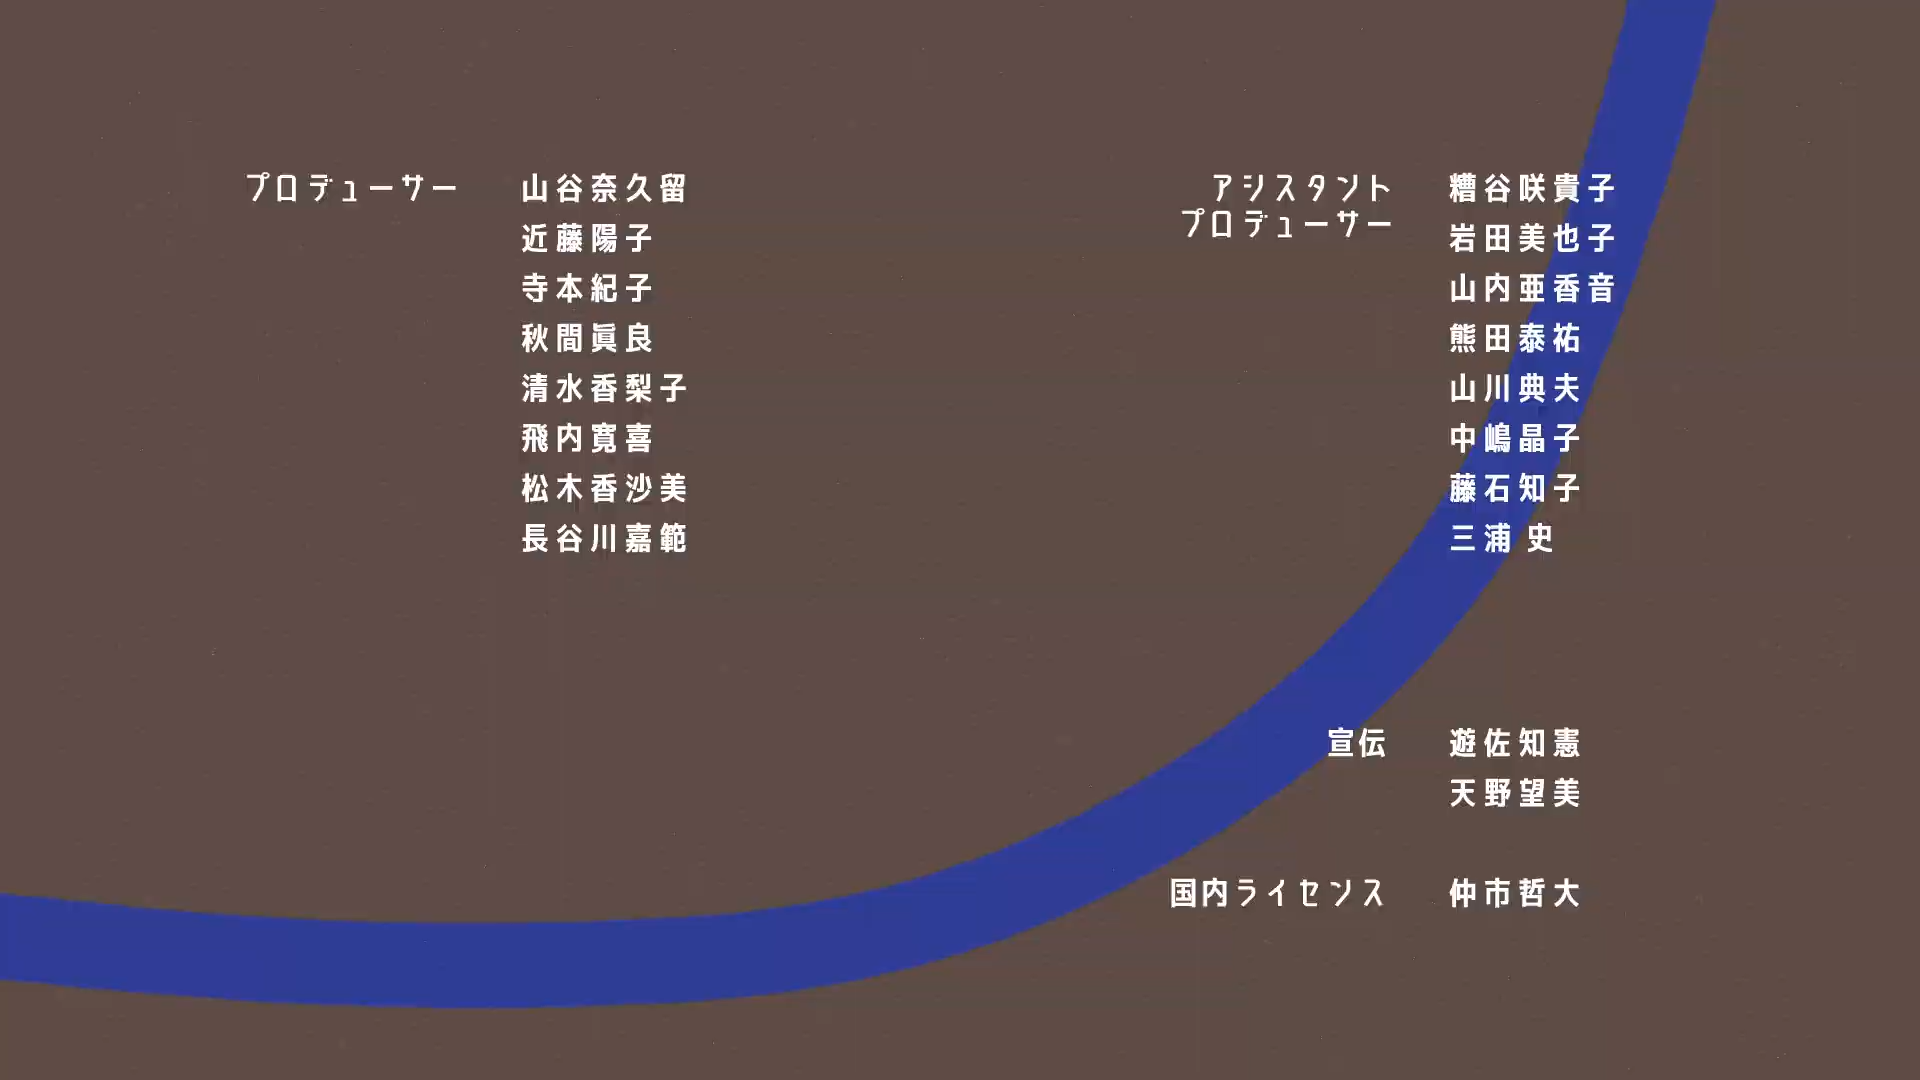 プロデューサー 山谷奈久留
近藤陽子
寺本紀子
秋間眞良
清水香梨子
飛内寛喜
松木香沙美
長谷川嘉範
アシスタント
プロデューサー
糟谷咲貴子
岩田美也子
山内亜香音
熊田泰祐
山川典夫
中嶋晶子
藤石知子
三浦 史
宣伝 遊佐知憲
天野望美
国内ライセンス 仲市哲大